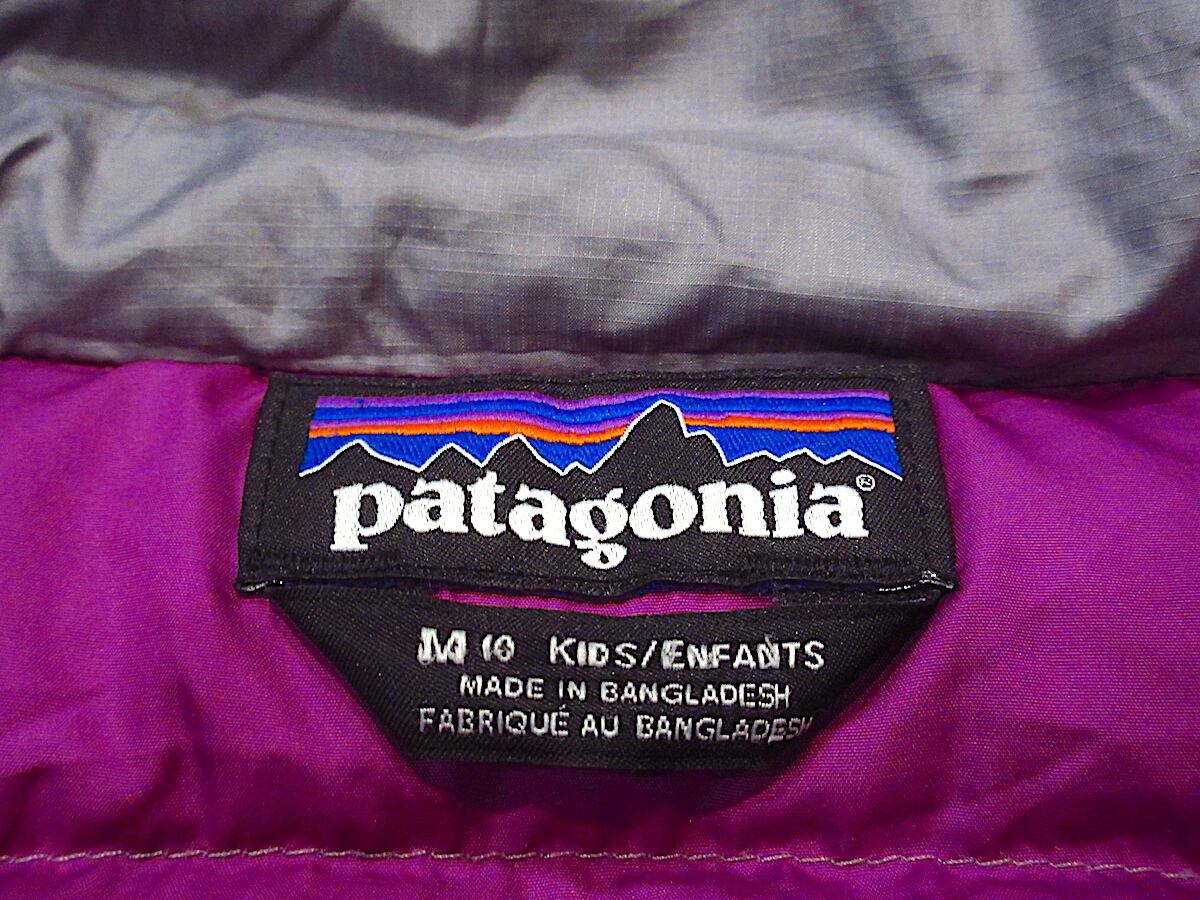 patagonia®
M 10 KIDS/ENFANTS
MADE IN BANGLADESH
FABRIQUÉ AU BANGLADESH